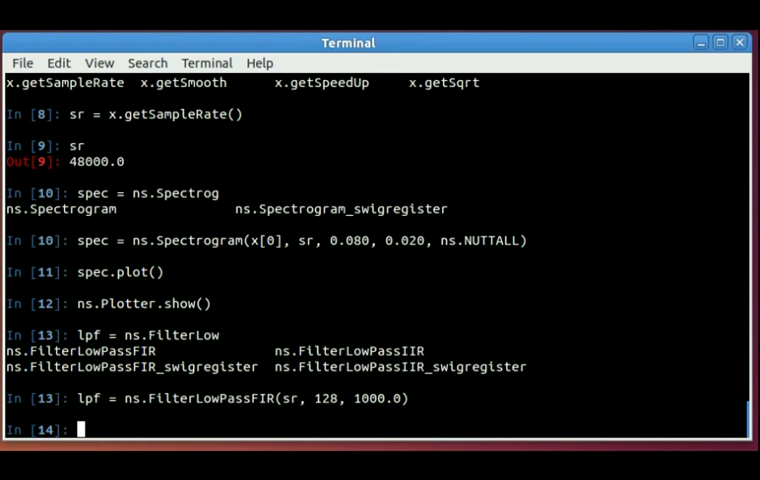 Terminal
File Edit View Search Terminal Help
x.getSampleRate x.getSmooth x.getSpeedUp x.getSqrt
In [8]: sr = x.getSampleRate()
In [9]: sr
Out[9]: 48000.0
In [10]: spec = ns.Spectrog
ns.Spectrogram ns.Spectrogram_swigregister
In [10]: spec = ns.Spectrogram(x[0], sr, 0.080, 0.020, ns.NUTTALL)
In [11]: spec.plot()
In [12]: ns.Plotter.show()
In [13]: lpf = ns.FilterLow
ns.FilterLowPassFIR ns.FilterLowPassIIR
ns.FilterLowPassFIR_swigregister ns.FilterLowPassIIR_swigregister
In [13]: lpf = ns.FilterLowPassFIR(sr, 128, 1000.0)
In [14]: